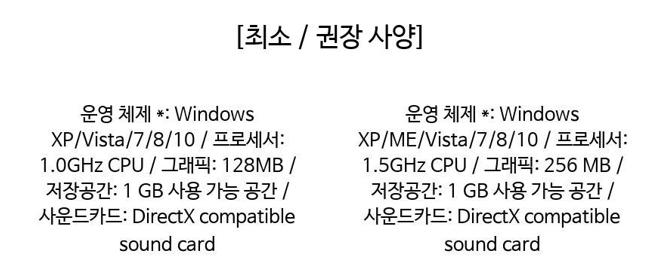 [최소 / 권장 사양]
운영 체제 *: Windows
XP/Vista/7/8/10 / 프로세서:
1.0GHz CPU / 그래픽: 128MB /
저장공간: 1 GB 사용 가능 공간 /
사운드카드: DirectX compatible
sound card
운영 체제 *: Windows
XP/ME/Vista/7/8/10 / 프로세서:
1.5GHz CPU / 그래픽: 256 MB /
저장공간: 1 GB 사용 가능 공간 /
사운드카드: DirectX compatible
sound card